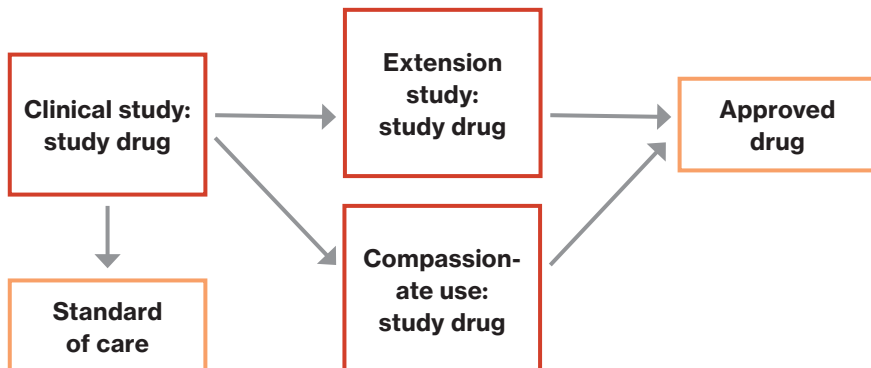 Clinical study:
study drug
Extension
study:
study drug
Approved
drug
Compassion-
ate use:
study drug
Standard
of care